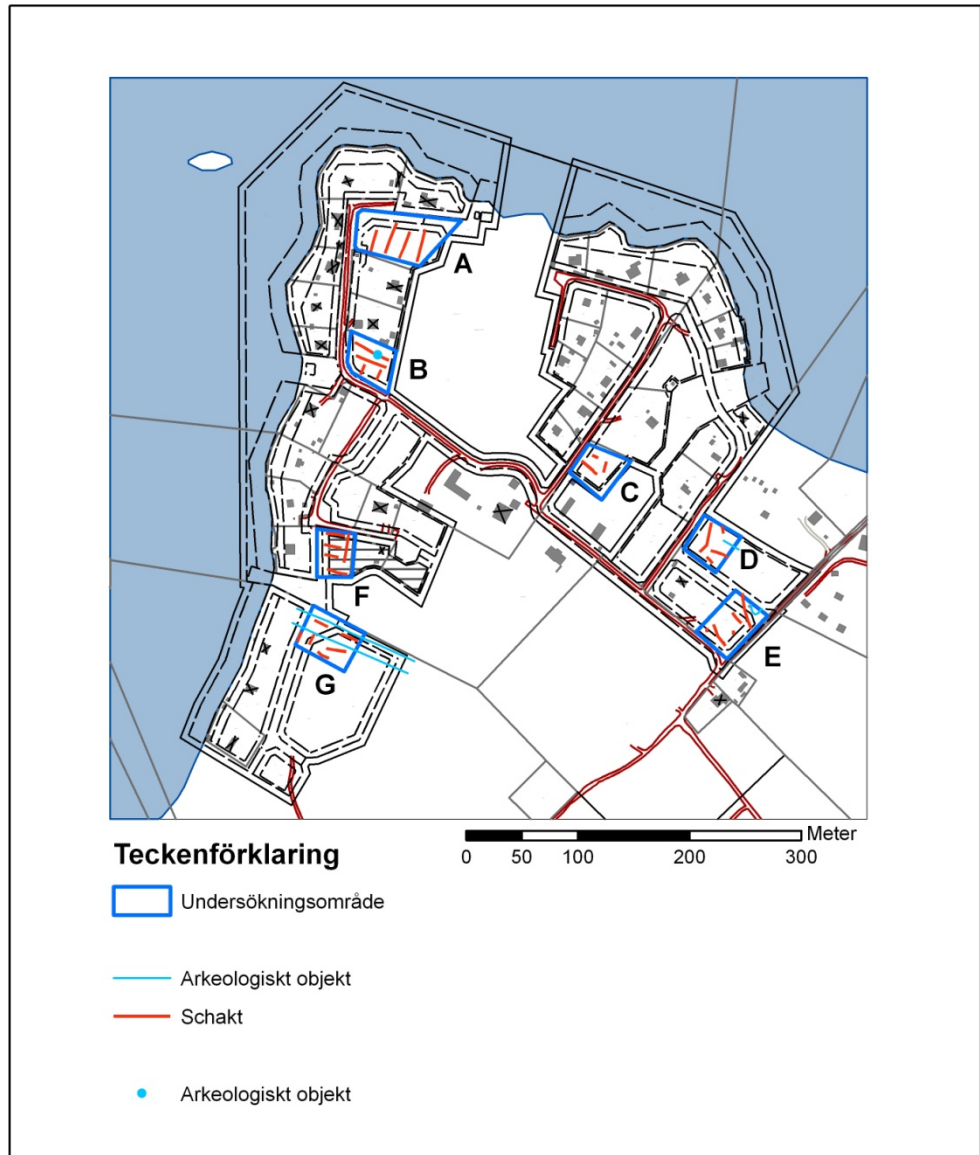 A
B
C
D
E
F
G
Meter
Teckenförklaring
0 50 100 200 300
Undersökningsområde
Arkeologiskt objekt
Schakt
Arkeologiskt objekt